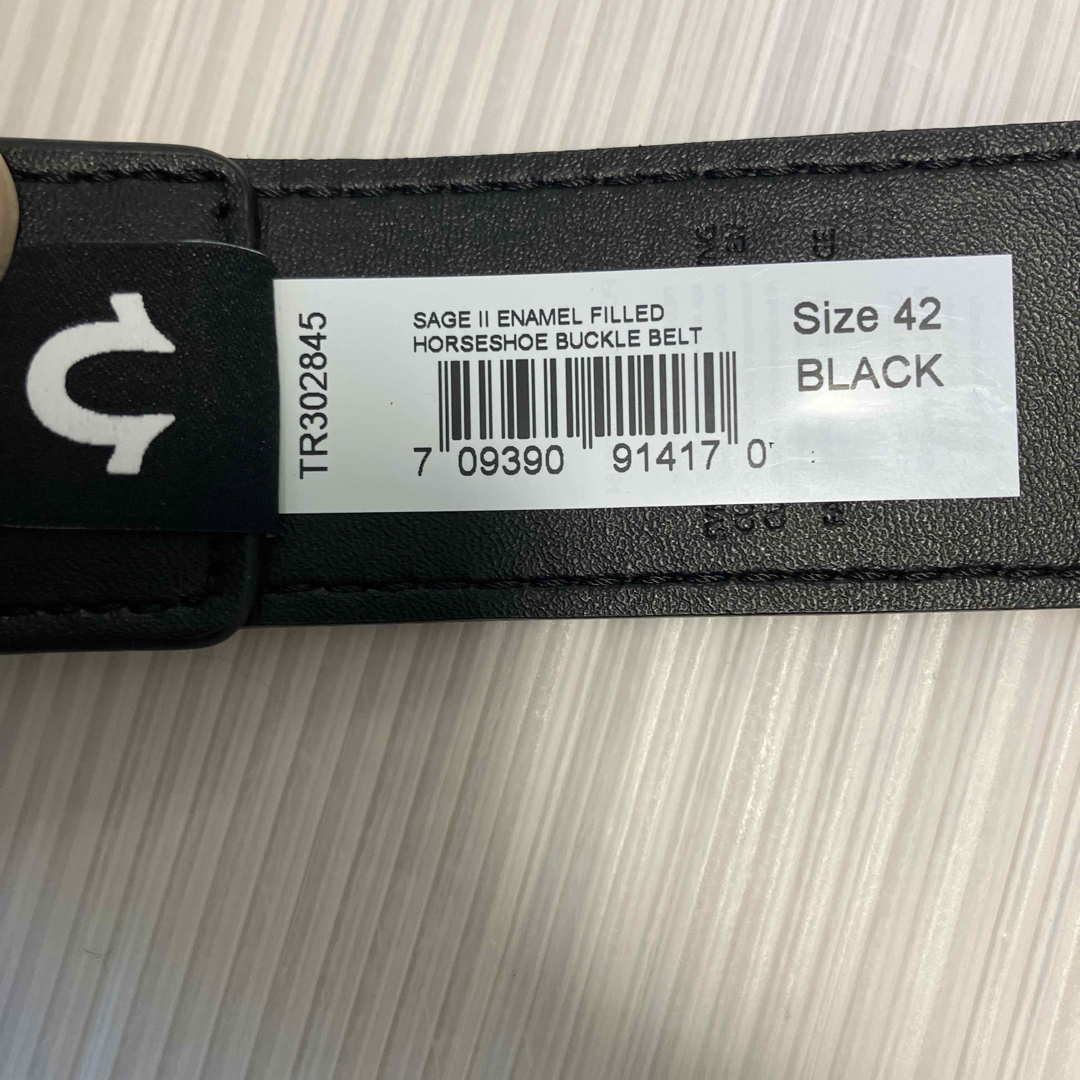 TR302845
SAGE II ENAMEL FILLED
HORSESHOE BUCKLE BELT
7 09390 91417 0
Size 42
BLACK